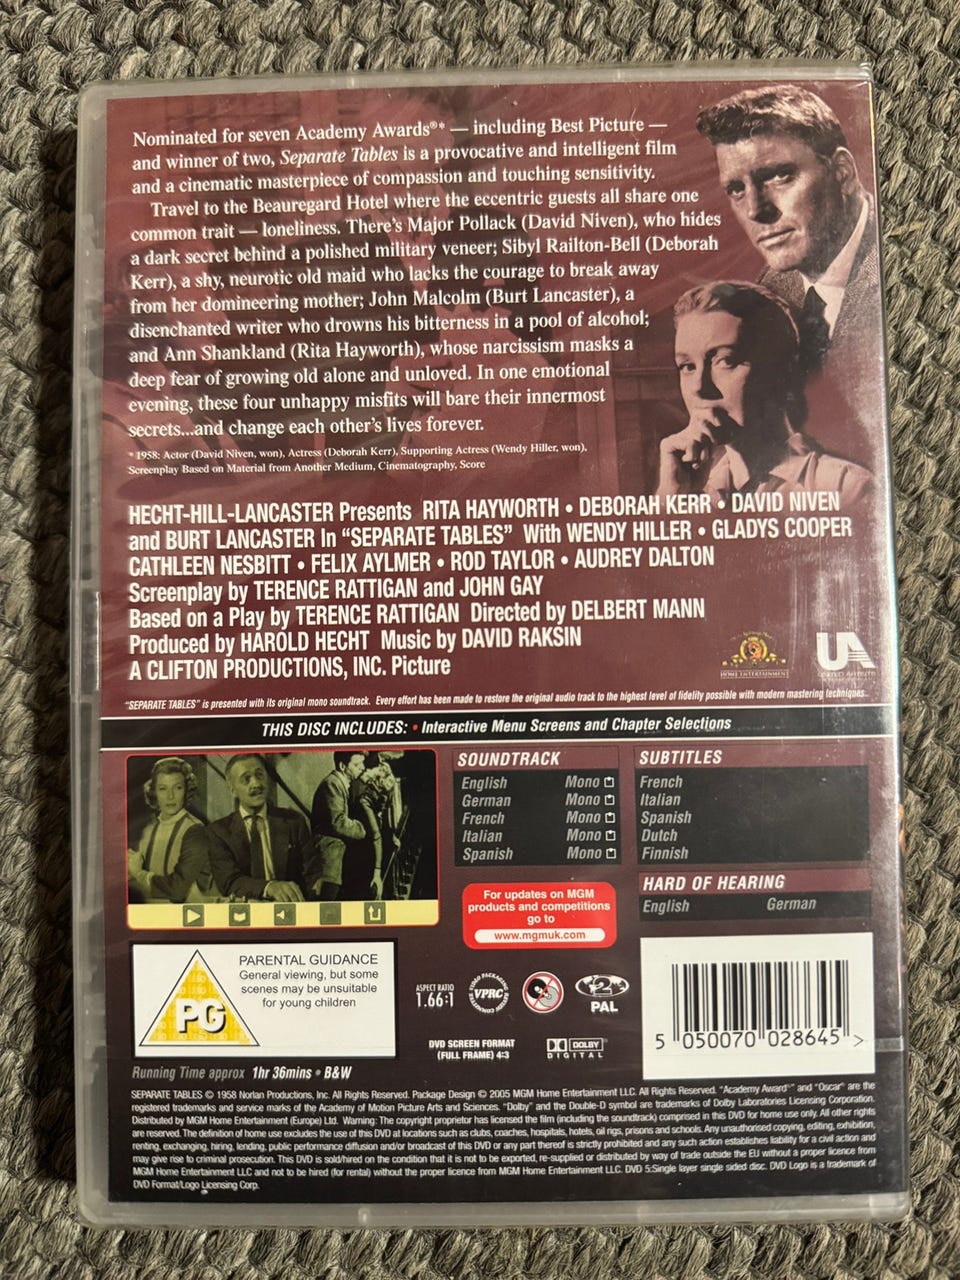 Nominated for seven Academy Awards®* — including Best Picture —
and winner of two, Separate Tables is a provocative and intelligent film
and a cinematic masterpiece of compassion and touching sensitivity.
Travel to the Beauregard Hotel where the eccentric guests all share one
common trait — loneliness. There's Major Pollack (David Niven), who hides
a dark secret behind a polished military veneer; Sibyl Railton-Bell (Deborah
Kerr), a shy, neurotic old maid who lacks the courage to break away
from her domineering mother; John Malcolm (Burt Lancaster), a
disenchanted writer who drowns his bitterness in a pool of alcohol;
and Ann Shankland (Rita Hayworth), whose narcissism masks a
deep fear of growing old alone and unloved. In one emotional
evening, these four unhappy misfits will bare their innermost
secrets...and change each other's lives forever.
* 1958: Actor (David Niven, won), Actress (Deborah Kerr), Supporting Actress (Wendy Hiller, won),
Screenplay Based on Material from Another Medium, Cinematography, Score
HECHT-HILL-LANCASTER Presents RITA HAYWORTH • DEBORAH KERR • DAVID NIVEN
and BURT LANCASTER In "SEPARATE TABLES" With WENDY HILLER • GLADYS COOPER
CATHLEEN NESBITT • FELIX AYLMER • ROD TAYLOR • AUDREY DALTON
Screenplay by TERENCE RATTIGAN and JOHN GAY
Based on a Play by TERENCE RATTIGAN Directed by DELBERT MANN
Produced by HAROLD HECHT Music by DAVID RAKSIN
A CLIFTON PRODUCTIONS, INC. Picture
HOME ENTERTAINMENT
UA
"SEPARATE TABLES" is presented with its original mono soundtrack. Every effort has been made to restore the original audio track to the highest level of fidelity possible with modern mastering techniques.
THIS DISC INCLUDES: • Interactive Menu Screens and Chapter Selections
SOUNDTRACK
English Mono
German Mono
French Mono
Italian Mono
Spanish Mono
SUBTITLES
French
Italian
Spanish
Dutch
Finnish
HARD OF HEARING
English German
For updates on MGM
products and competitions
go to
www.mgmuk.com
PG
PARENTAL GUIDANCE
General viewing, but some
scenes may be unsuitable
for young children
ASPECT RATIO
1.66:1
VPRC
2
PAL
DVD SCREEN FORMAT
(FULL FRAME) 4:3
DOLBY
DIGITAL
5 050070 028645 >
Running Time approx 1hr 36mins • B&W
SEPARATE TABLES © 1958 Norlan Productions, Inc. All Rights Reserved. Package Design © 2005 MGM Home Entertainment LLC. All Rights Reserved. "Academy Award" and "Oscar" are the
registered trademarks and service marks of the Academy of Motion Picture Arts and Sciences. "Dolby" and the Double-D symbol are trademarks of Dolby Laboratories Licensing Corporation.
Distributed by MGM Home Entertainment (Europe) Ltd. Warning: The copyright proprietor has licensed the film (including the soundtrack) comprised in this DVD for home use only. All other rights
are reserved. The definition of home use excludes the use of this DVD at locations such as clubs, coaches, hospitals, hotels, oil rigs, prisons and schools. Any unauthorised copying, editing, exhibition,
renting, exchanging, hiring, lending, public performance diffusion and/or broadcast of this DVD or any part thereof is strictly prohibited and any such action establishes liability for a civil action and
may give rise to criminal prosecution. This DVD is sold/hired on the condition that it is not to be exported, re-supplied or distributed by way of trade outside the EU without a proper licence from
MGM Home Entertainment LLC and not to be hired (for rental) without the proper licence from MGM Home Entertainment LLC. DVD 5:Single layer single sided disc. DVD Logo is a trademark of
DVD Format/Logo Licensing Corp.